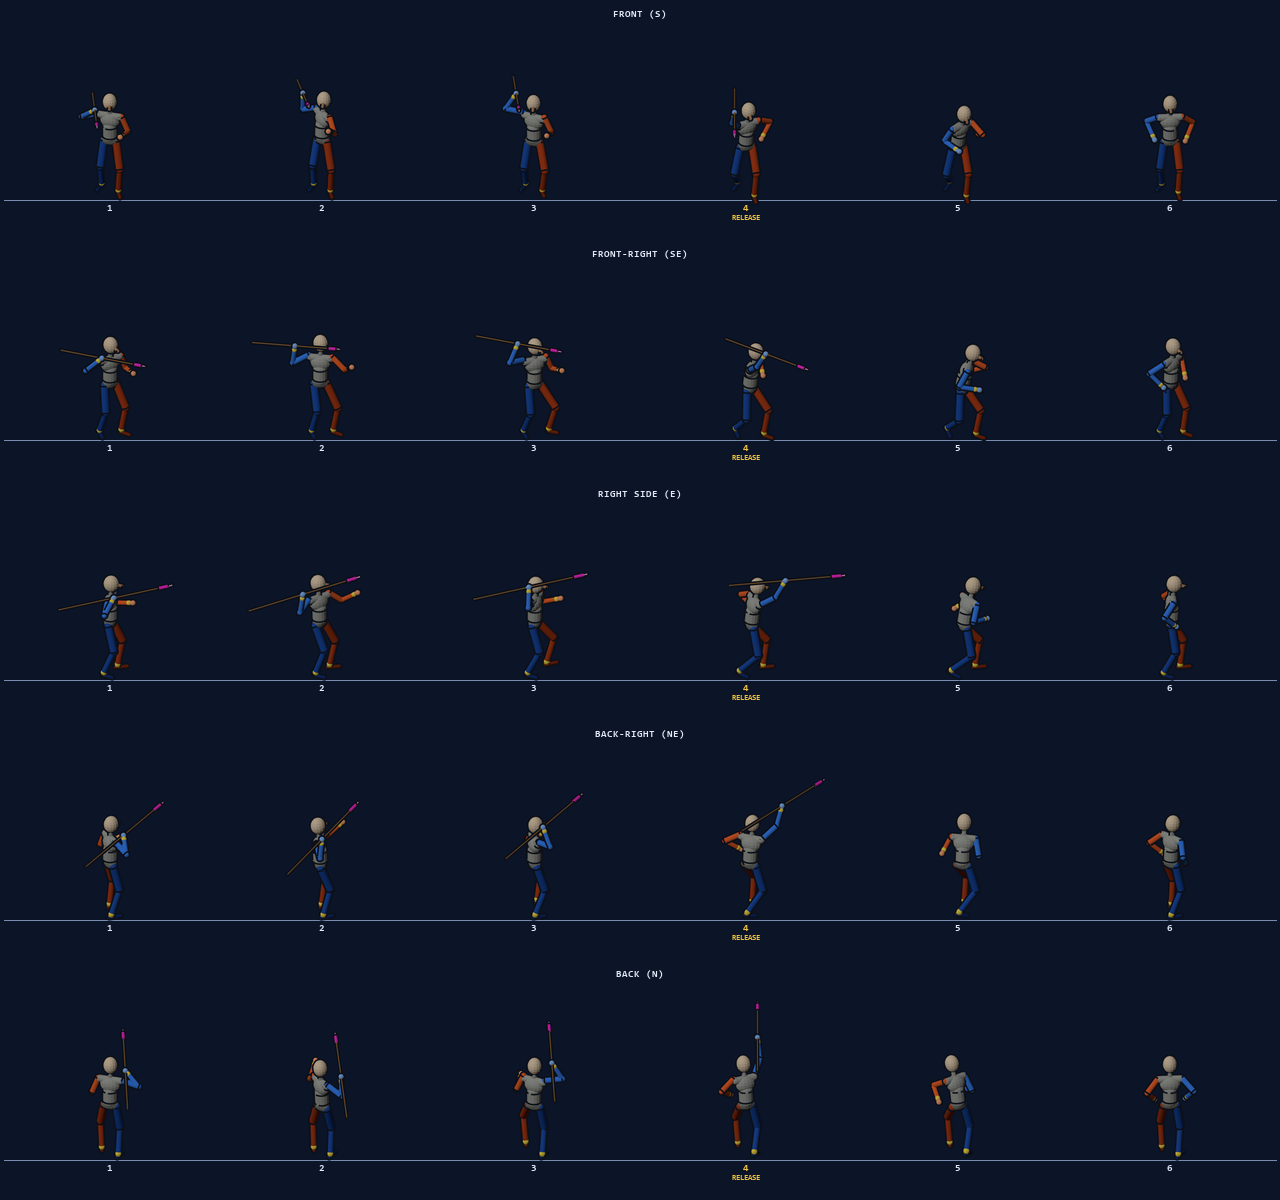 FRONT (S)
1 2 3 4 5 6
RELEASE
FRONT-RIGHT (SE)
1 2 3 4 5 6
RELEASE
RIGHT SIDE (E)
1 2 3 4 5 6
RELEASE
BACK-RIGHT (NE)
1 2 3 4 5 6
RELEASE
BACK (N)
1 2 3 4 5 6
RELEASE